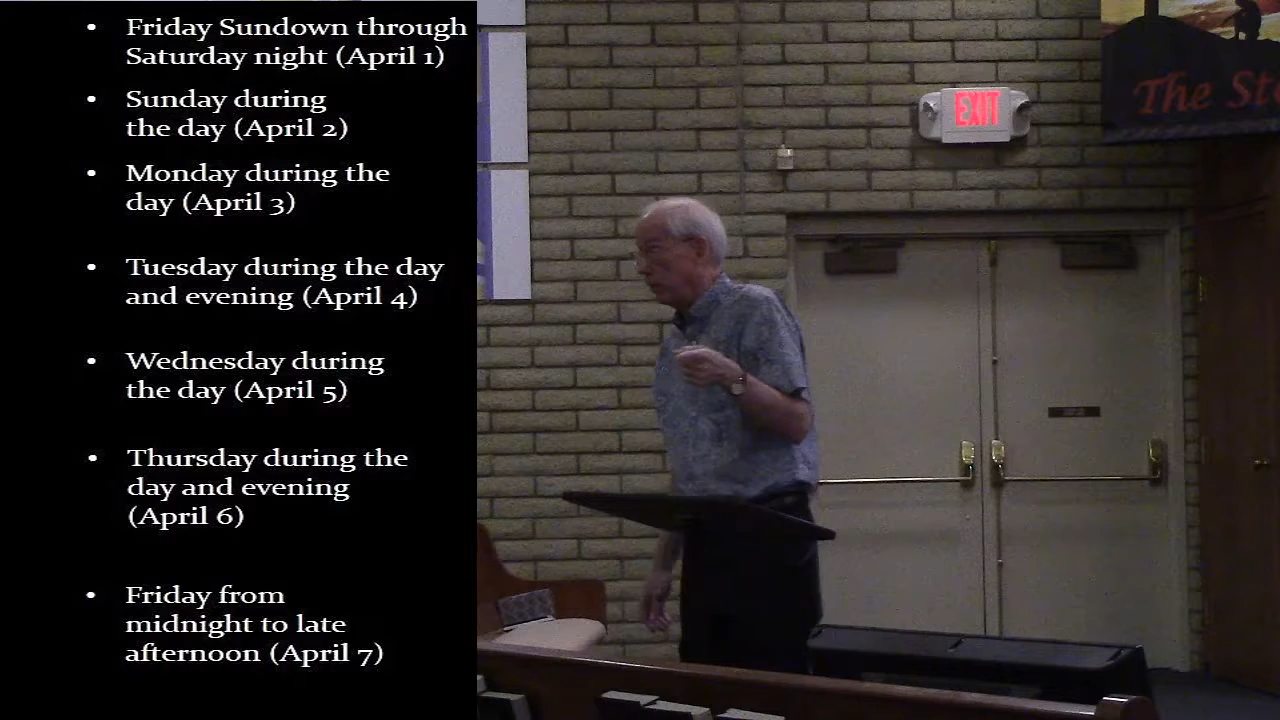 • Friday Sundown through
Saturday night (April 1)
• Sunday during
the day (April 2)
• Monday during the
day (April 3)
• Tuesday during the day
and evening (April 4)
• Wednesday during
the day (April 5)
• Thursday during the
day and evening
(April 6)
• Friday from
midnight to late
afternoon (April 7)
EXIT
The